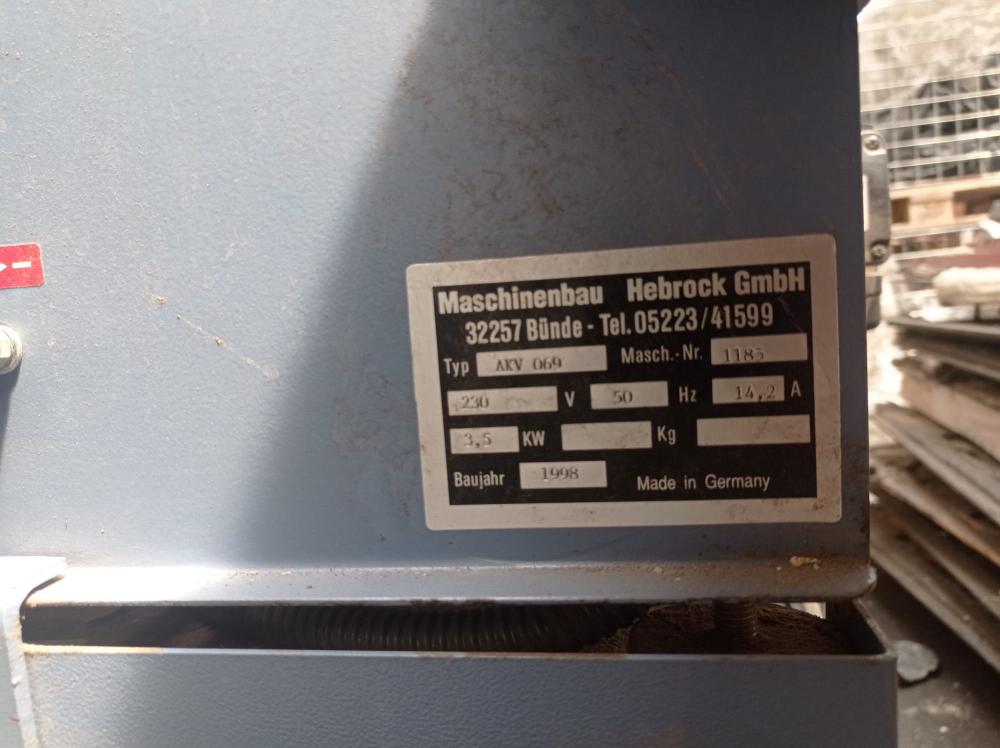 Maschinenbau Hebrock GmbH
32257 Bünde - Tel. 05223/41599
Typ AKV 069 Masch.-Nr. 1185
230 V 50 Hz 14,2 A
3,5 KW Kg
Baujahr 1998 Made in Germany